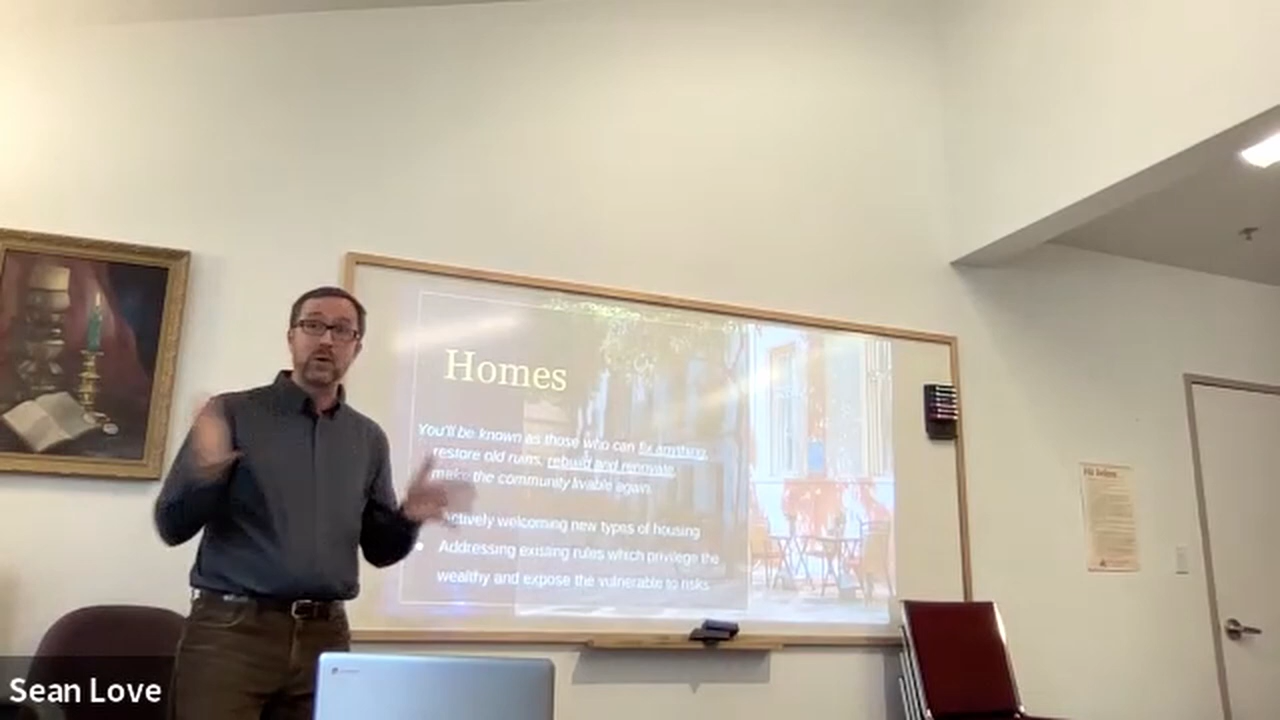 Homes
You'll be known as those who can fix anything,
restore old ruins, rebuild and renovate,
make the community livable again.
Actively welcoming new types of housing
• Addressing existing rules which privilege the
wealthy and expose the vulnerable to risks
Sean Love